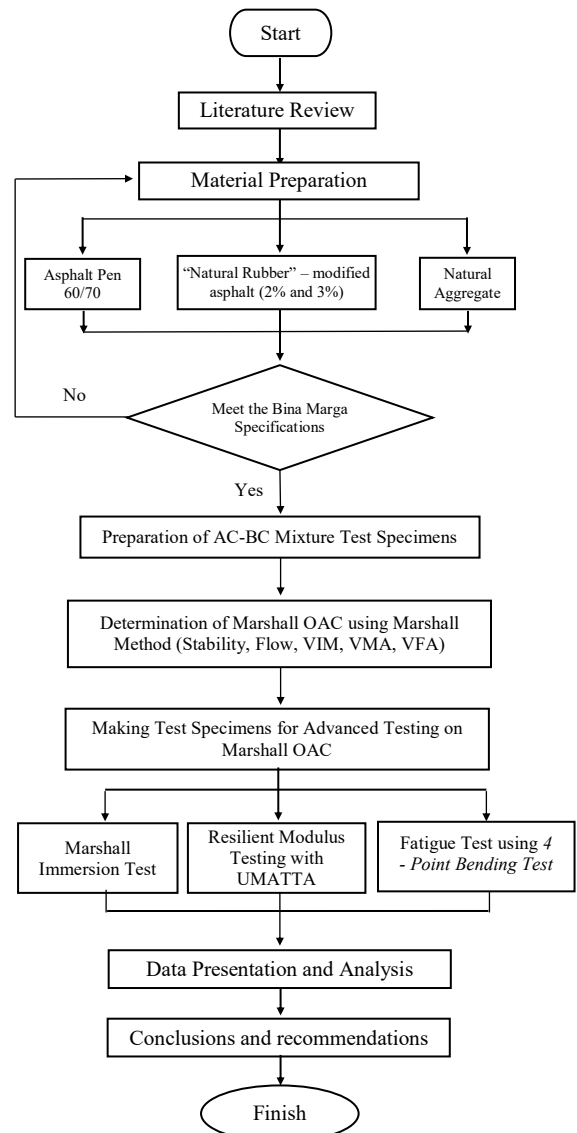 Start
Literature Review
Material Preparation
Asphalt Pen
60/70
“Natural Rubber” – modified
asphalt (2% and 3%)
Natural
Aggregate
No
Meet the Bina Marga
Specifications
Yes
Preparation of AC-BC Mixture Test Specimens
Determination of Marshall OAC using Marshall
Method (Stability, Flow, VIM, VMA, VFA)
Making Test Specimens for Advanced Testing on
Marshall OAC
Marshall
Immersion Test
Resilient Modulus
Testing with
UMATTA
Fatigue Test using 4
- Point Bending Test
Data Presentation and Analysis
Conclusions and recommendations
Finish